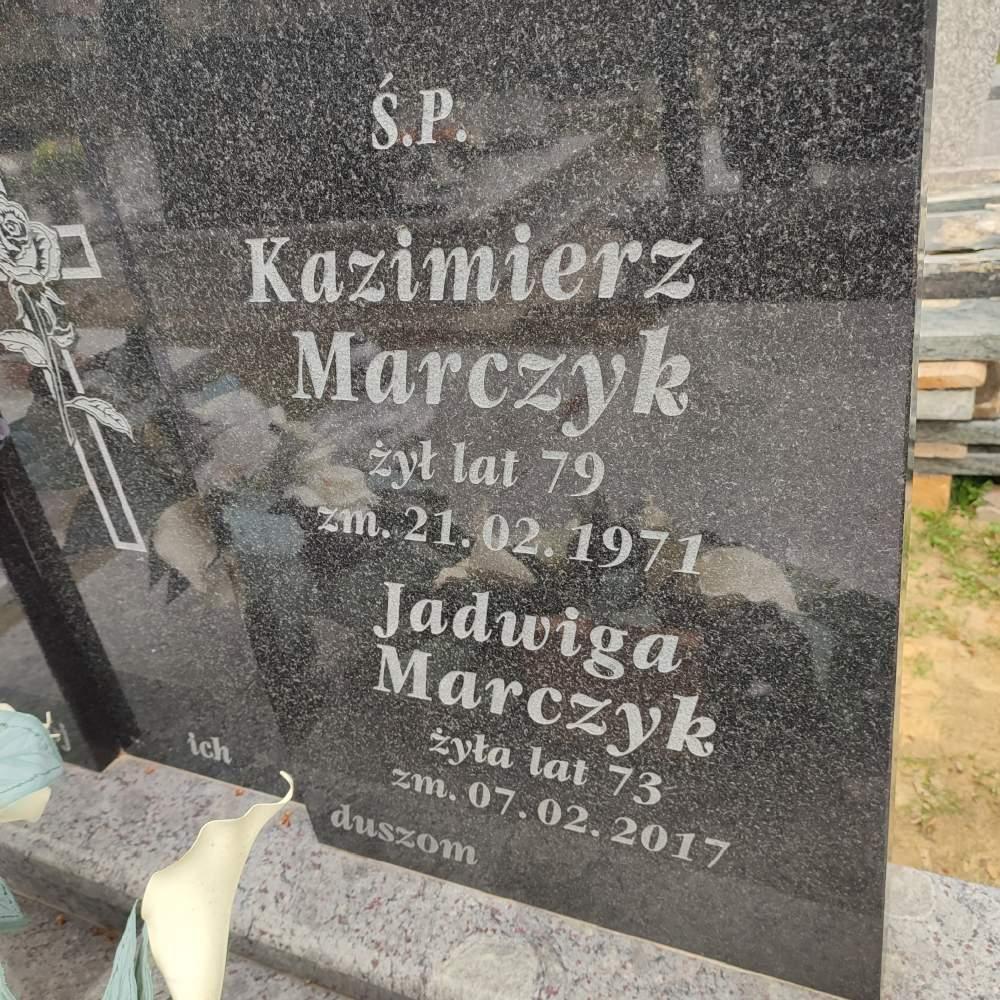 Ś.P.
Kazimierz
Marczyk
żył lat 79
zm. 21. 02. 1971
Jadwiga
Marczyk
żyła lat 73
zm. 07. 02. 2017
ich duszom